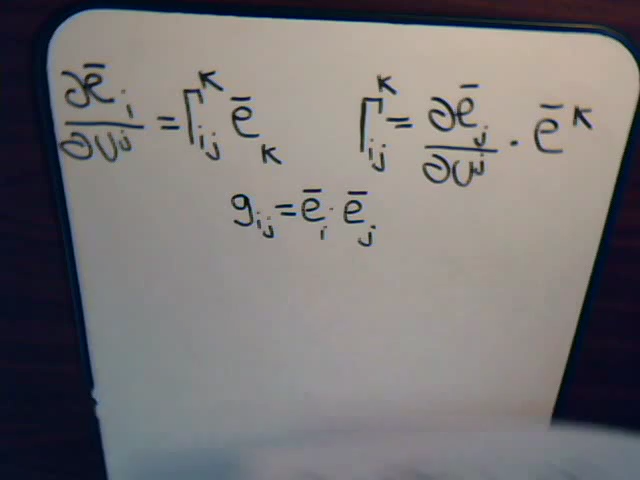 ∂ē_i/∂u^j = Γ^k_ij ē_k    Γ^k_ij = ∂ē_i/∂u^j · ē^k
g_ij = ē_i · ē_j